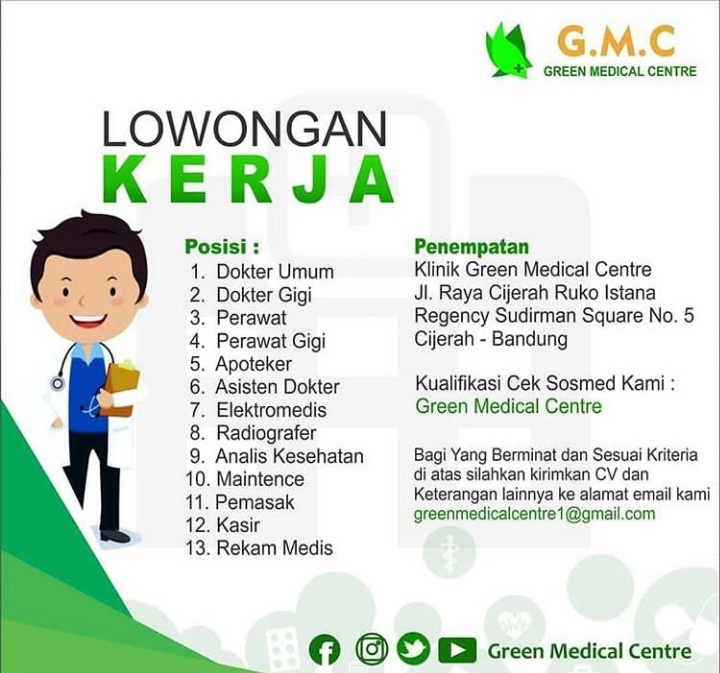 G.M.C
GREEN MEDICAL CENTRE
LOWONGAN
KERJA
Posisi :
1. Dokter Umum
2. Dokter Gigi
3. Perawat
4. Perawat Gigi
5. Apoteker
6. Asisten Dokter
7. Elektromedis
8. Radiografer
9. Analis Kesehatan
10. Maintence
11. Pemasak
12. Kasir
13. Rekam Medis
Penempatan
Klinik Green Medical Centre
Jl. Raya Cijerah Ruko Istana
Regency Sudirman Square No. 5
Cijerah - Bandung
Kualifikasi Cek Sosmed Kami :
Green Medical Centre
Bagi Yang Berminat dan Sesuai Kriteria
di atas silahkan kirimkan CV dan
Keterangan lainnya ke alamat email kami
greenmedicalcentre1@gmail.com
Green Medical Centre